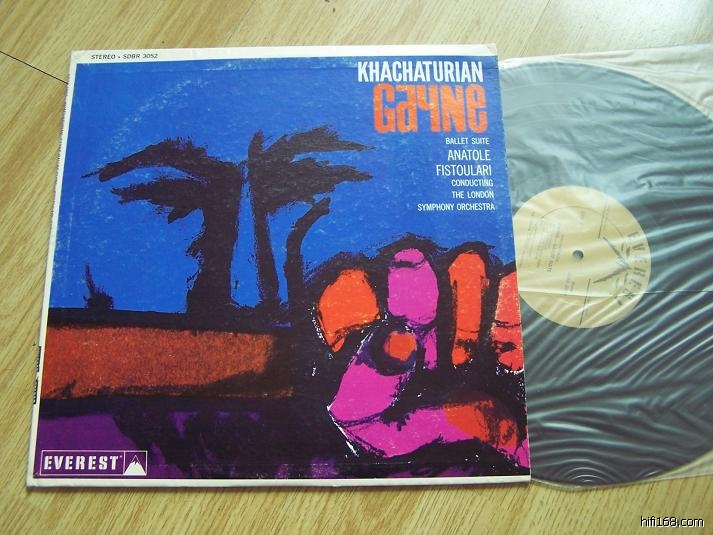 STEREO • SDBR 3052
KHACHATURIAN
Gayne
BALLET SUITE
ANATOLE
FISTOULARI
CONDUCTING
THE LONDON
SYMPHONY ORCHESTRA
EVEREST
EVEREST
hifi168.com